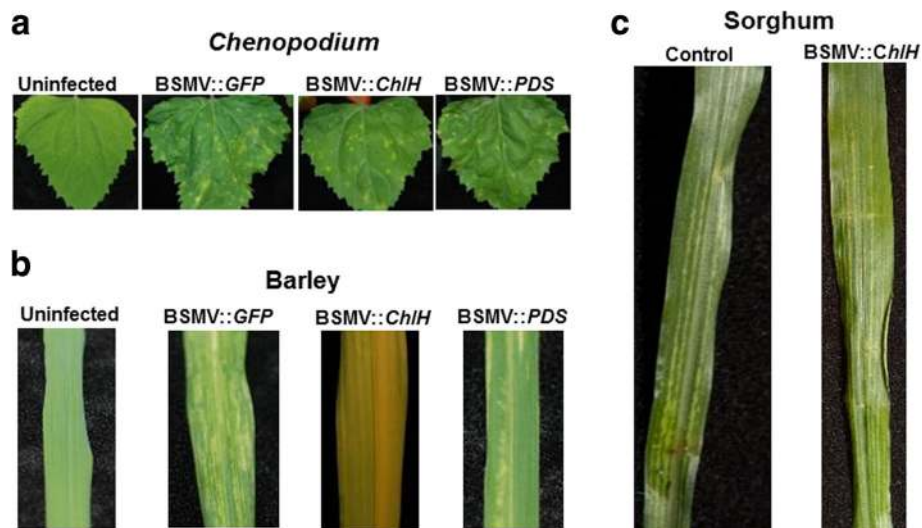 a
Chenopodium
Uninfected BSMV::GFP BSMV::ChlH BSMV::PDS
b
Barley
Uninfected BSMV::GFP BSMV::ChlH BSMV::PDS
c
Sorghum
Control BSMV::ChlH